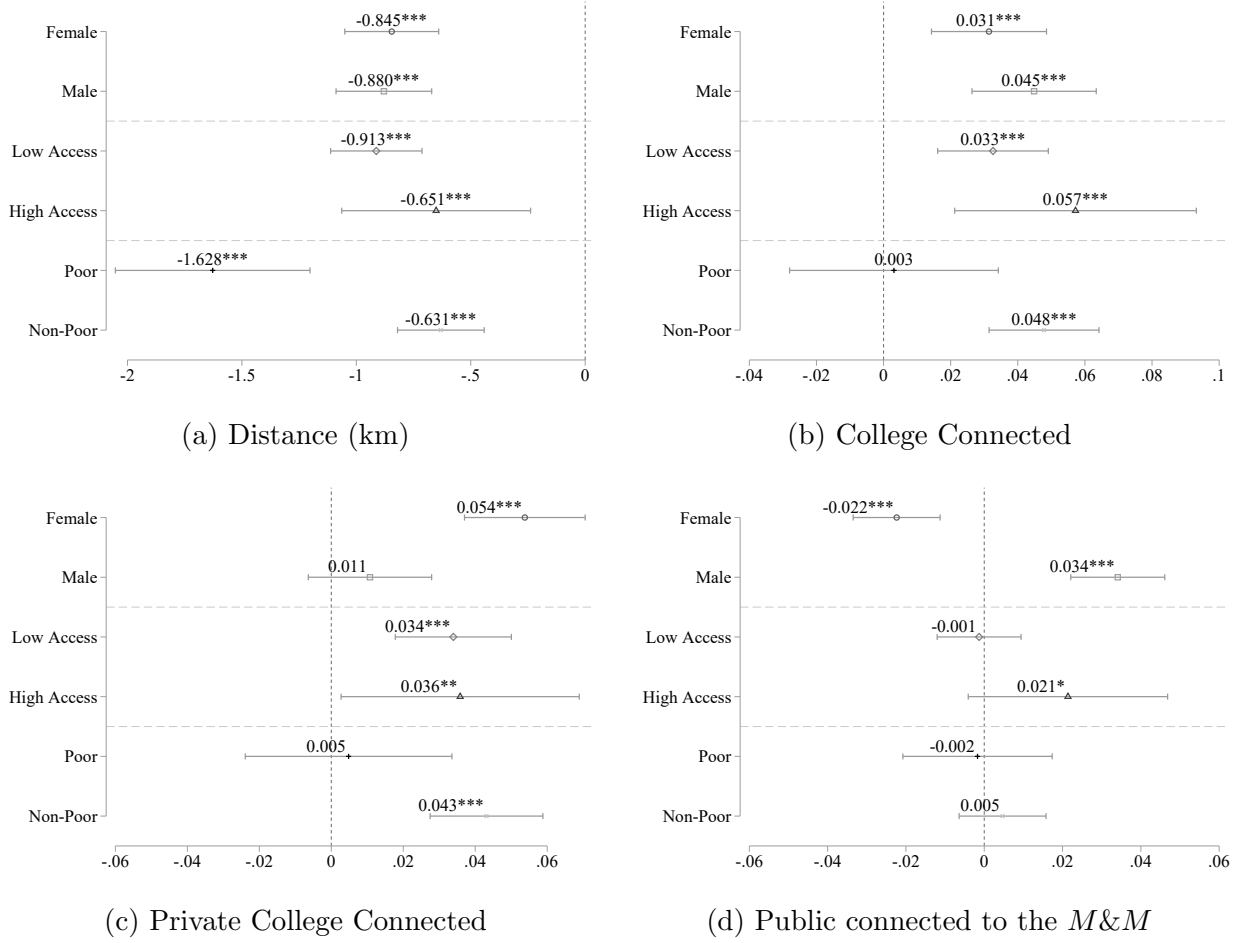 Female -0.845***
Male -0.880***
Low Access -0.913***
High Access -0.651***
Poor -1.628***
Non-Poor -0.631***
-2 -1.5 -1 -.5 0
(a) Distance (km)
Female 0.031***
Male 0.045***
Low Access 0.033***
High Access 0.057***
Poor 0.003
Non-Poor 0.048***
-.04 -.02 0 .02 .04 .06 .08 .1
(b) College Connected
Female 0.054***
Male 0.011
Low Access 0.034***
High Access 0.036**
Poor 0.005
Non-Poor 0.043***
-.06 -.04 -.02 0 .02 .04 .06
(c) Private College Connected
Female -0.022***
Male 0.034***
Low Access -0.001
High Access 0.021*
Poor -0.002
Non-Poor 0.005
-.06 -.04 -.02 0 .02 .04 .06
(d) Public connected to the M&M